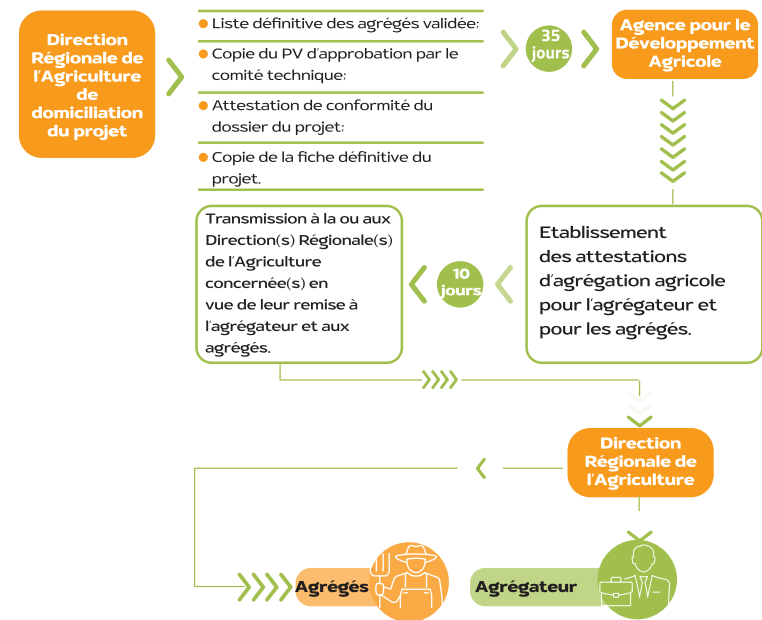 Direction
Régionale de
l'Agriculture
de
domiciliation
du projet
Liste définitive des agrégés validée;
Copie du PV d'approbation par le
comité technique;
Attestation de conformité du
dossier du projet;
Copie de la fiche définitive du
projet.
35
jours
Agence pour le
Développement
Agricole
Etablissement
des attestations
d'agrégation agricole
pour l'agrégateur et
pour les agrégés.
10
jours
Transmission à la ou aux
Direction(s) Régionale(s)
de l'Agriculture
concernée(s) en
vue de leur remise à
l'agrégateur et aux
agrégés.
Direction
Régionale de
l'Agriculture
Agrégés
Agrégateur